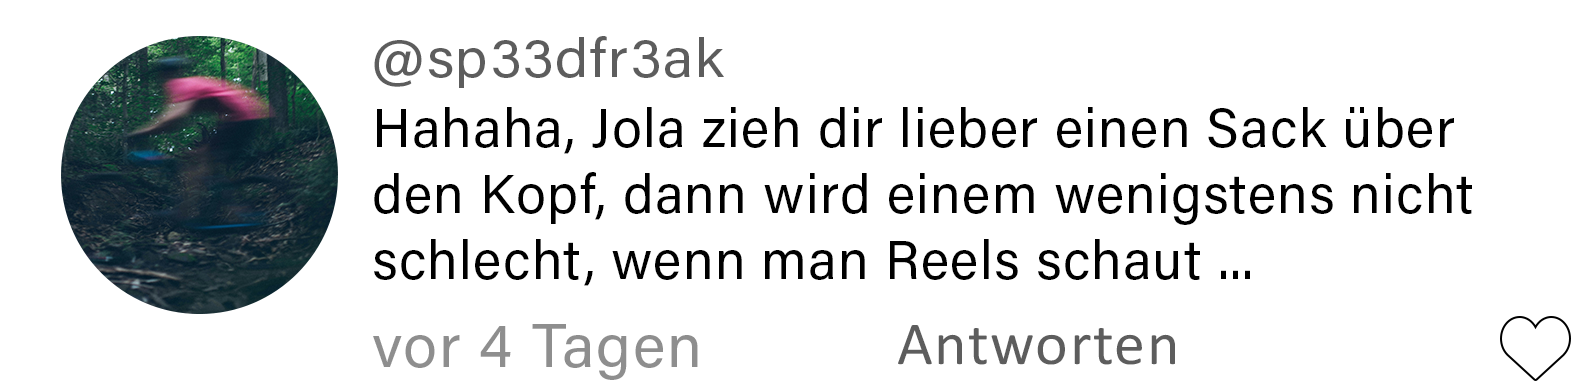 @sp33dfr3ak
Hahaha, Jola zieh dir lieber einen Sack über
den Kopf, dann wird einem wenigstens nicht
schlecht, wenn man Reels schaut ...
vor 4 Tagen Antworten